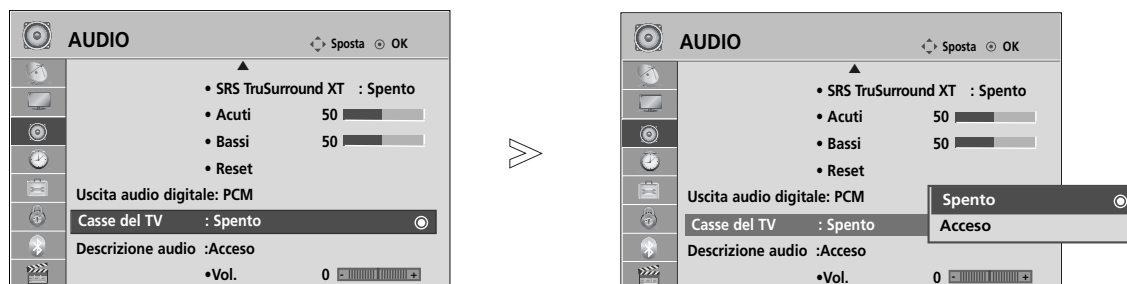 AUDIO Sposta OK
• SRS TruSurround XT : Spento
• Acuti 50
• Bassi 50
• Reset
Uscita audio digitale: PCM
Casse del TV : Spento
Descrizione audio :Acceso
•Vol. 0 - +
AUDIO Sposta OK
• SRS TruSurround XT : Spento
• Acuti 50
• Bassi 50
• Reset
Uscita audio digitale: PCM
Casse del TV : Spento
Descrizione audio :Acceso
•Vol. 0 - +
Spento
Acceso